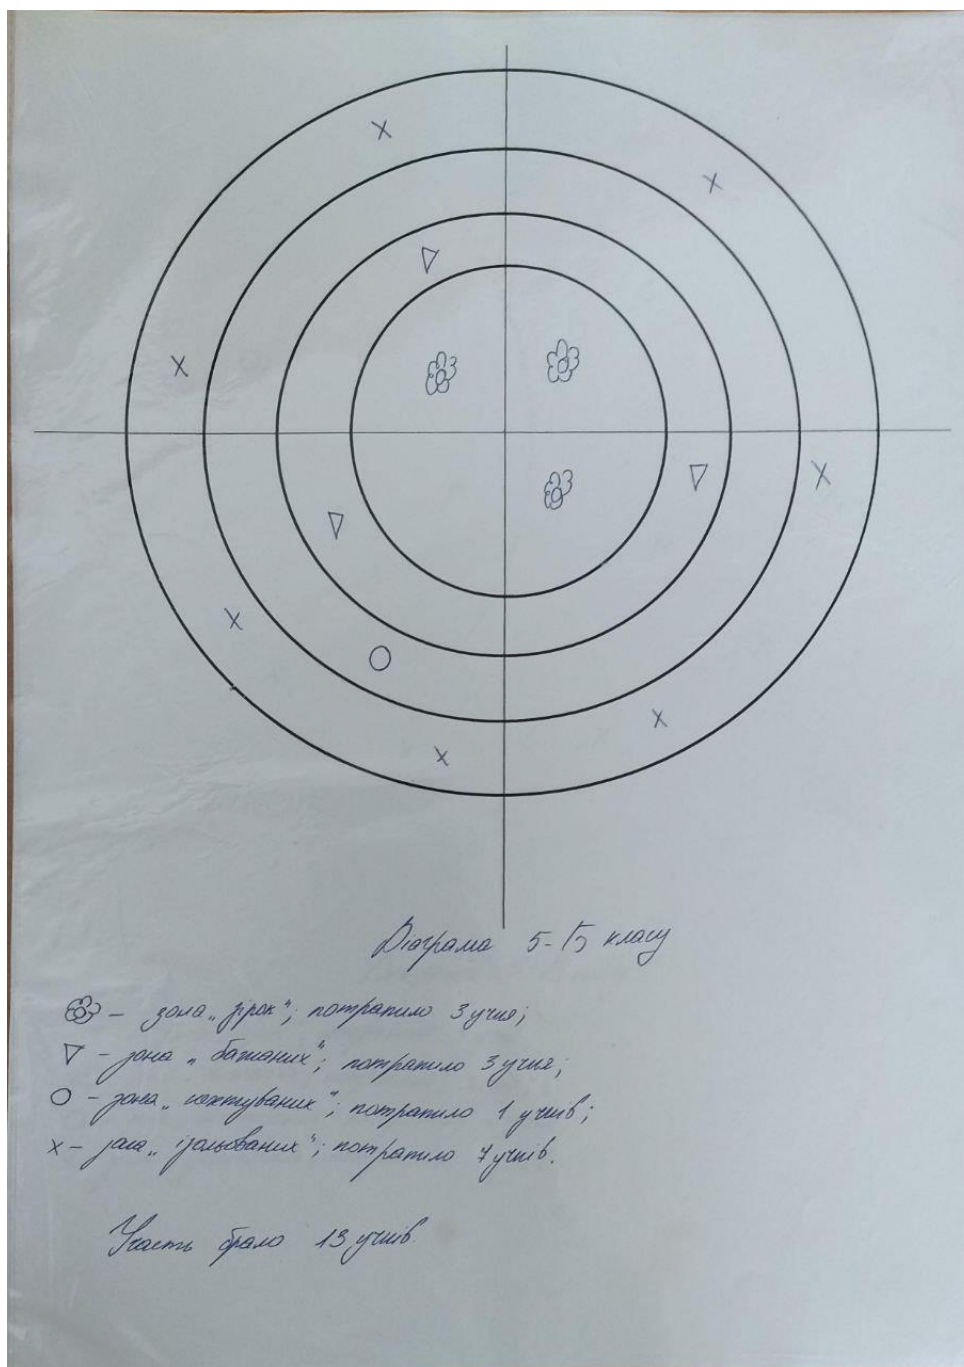 Діаграма 5-Б класу
– зона „зірок“; потрапило 3 учня;
– зона „бажаних“; потрапило 3 учня;
– зона „ “; потрапило 1 учнів;
х – зона „ізольованих“; потрапило 7 учнів.
Участь брало 13 учнів